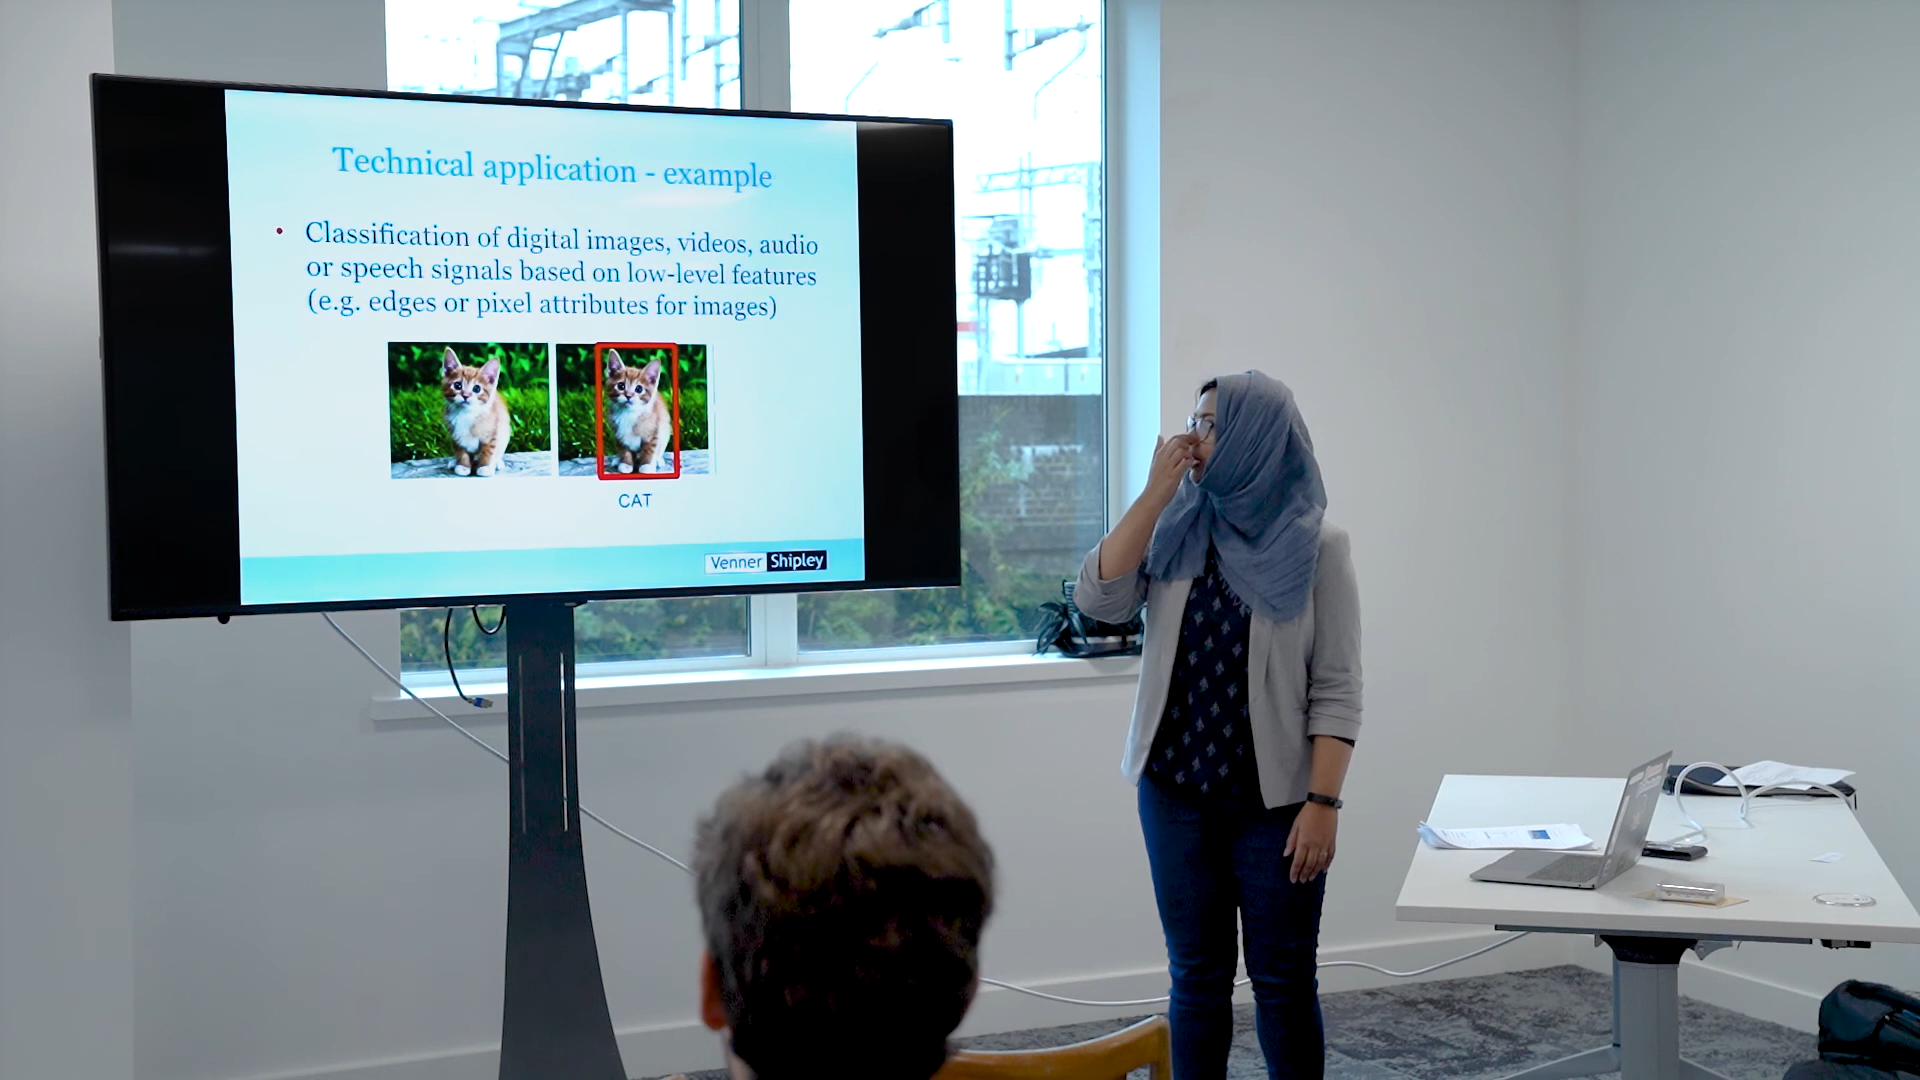 Technical application - example
• Classification of digital images, videos, audio
or speech signals based on low-level features
(e.g. edges or pixel attributes for images)
CAT
Venner Shipley